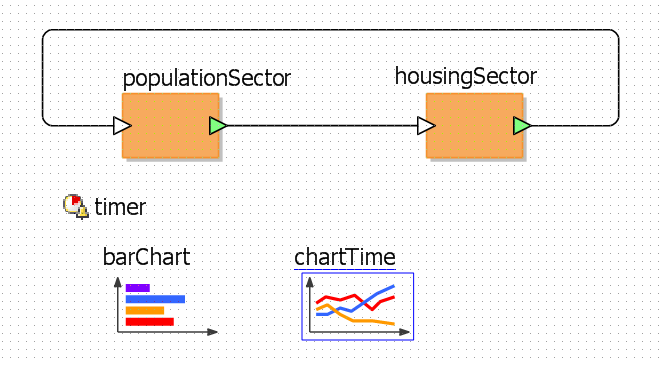 populationSector
housingSector
timer
barChart
chartTime